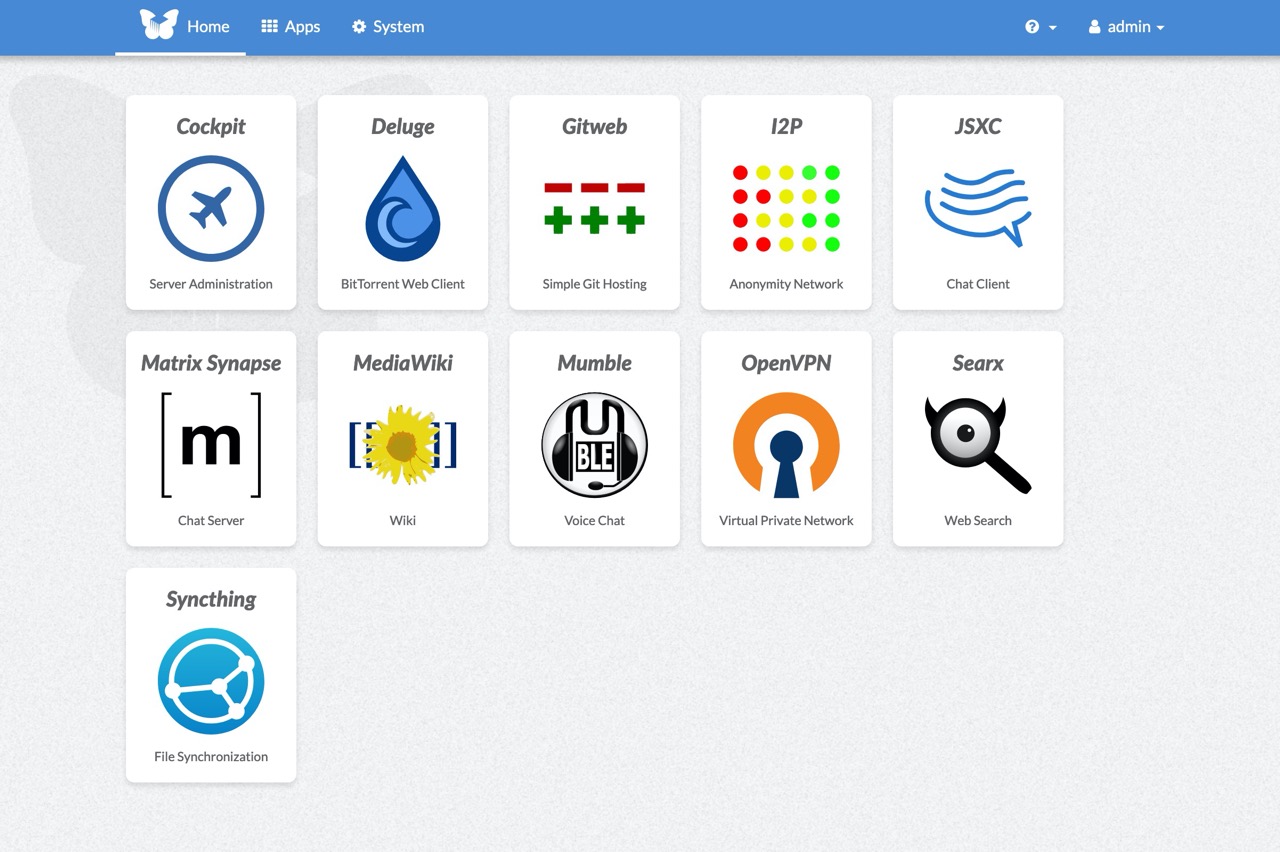 Home Apps System admin
Cockpit Deluge Gitweb I2P JSXC
Server Administration BitTorrent Web Client Simple Git Hosting Anonymity Network Chat Client
Matrix Synapse MediaWiki Mumble OpenVPN Searx
[m] [[ ]] BLE
Chat Server Wiki Voice Chat Virtual Private Network Web Search
Syncthing
File Synchronization